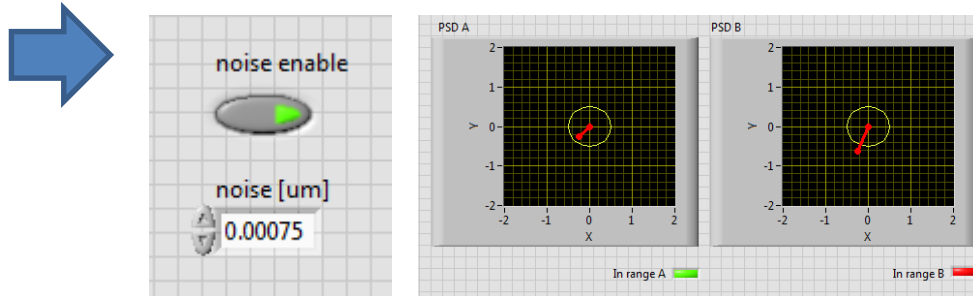 noise enable
noise [um]
0.00075
PSD A
2
1
0
-1
-2
Y
-2 -1 0 1 2
X
In range A
PSD B
2
1
0
-1
-2
Y
-2 -1 0 1 2
X
In range B